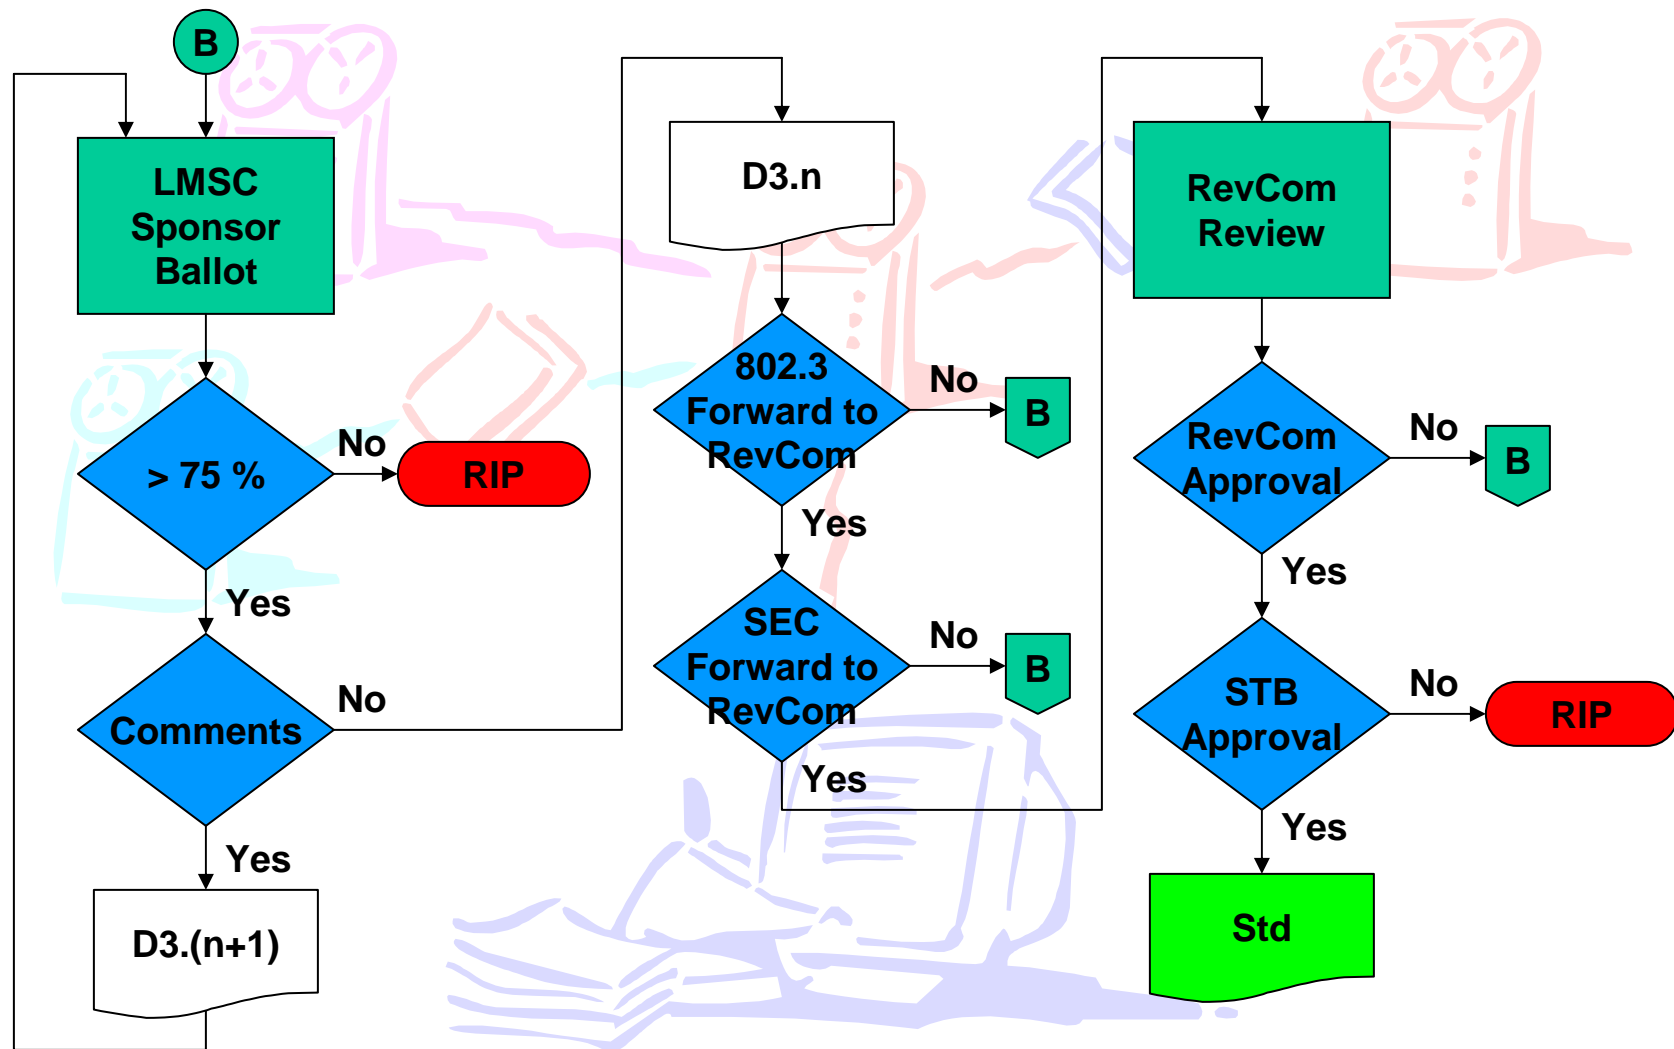 B
LMSC
Sponsor
Ballot
> 75 %
No
RIP
Yes
Comments
No
Yes
D3.(n+1)
D3.n
802.3
Forward to
RevCom
No
B
Yes
SEC
Forward to
RevCom
No
B
Yes
RevCom
Review
RevCom
Approval
No
B
Yes
STB
Approval
No
RIP
Yes
Std